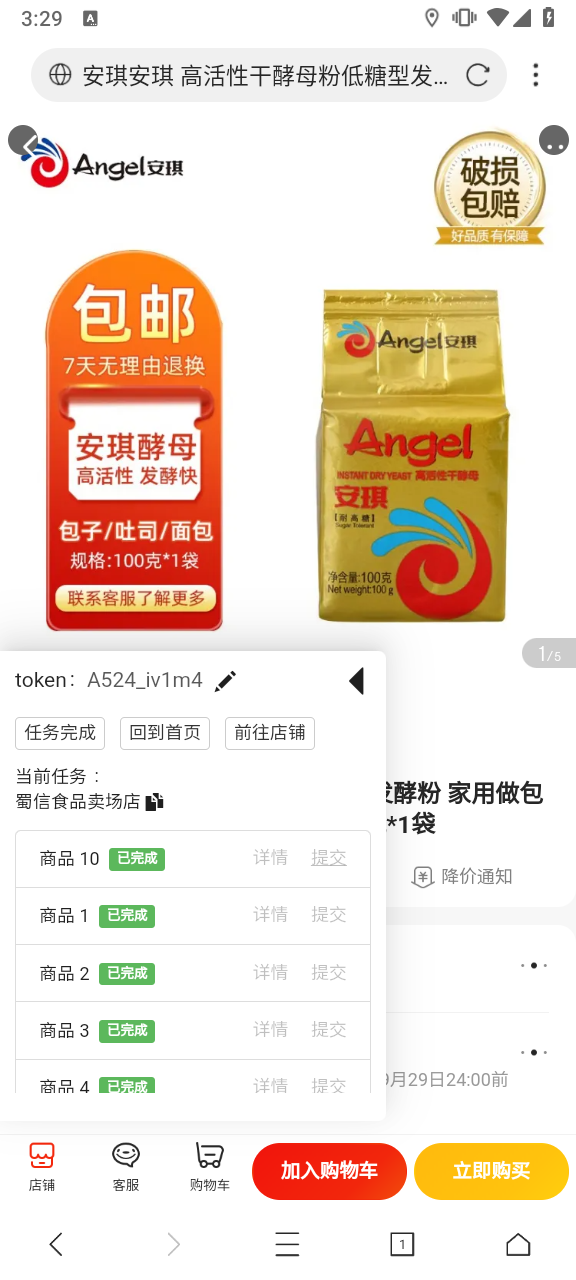 3:29
A
安琪安琪 高活性干酵母粉低糖型发…
Angel安琪
破损
包赔
好品质有保障
包邮
7天无理由退换
安琪酵母
高活性 发酵快
包子/吐司/面包
规格:100克*1袋
联系客服了解更多
Angel安琪
Angel
INSTANT DRY YEAST 高活性干酵母
安琪
【耐高糖】
Sugar Tolerant
净含量:100克
Net weight:100 g
1/5
token： A524_iv1m4
任务完成
回到首页
前往店铺
当前任务：
蜀信食品卖场店
发酵粉 家用做包
*1袋
降价通知
商品 10 已完成 详情 提交
商品 1 已完成 详情 提交
商品 2 已完成 详情 提交
商品 3 已完成 详情 提交
商品 4 已完成 详情 提交
9月29日24:00前
店铺
客服
购物车
加入购物车
立即购买
1